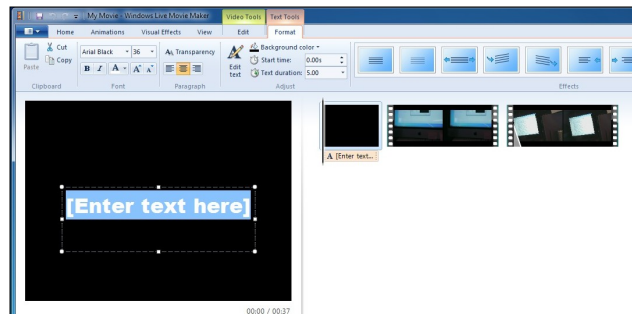 My Movie - Windows Live Movie Maker
Video Tools
Text Tools
Home
Animations
Visual Effects
View
Edit
Format
Paste
Cut
Copy
Clipboard
Arial Black
36
Transparency
B I A A A
Font
Paragraph
Edit text
Background color
Start time: 0.00s
Text duration: 5.00
Adjust
Effects
[Enter text here]
00:00 / 00:37
A [Enter text...]